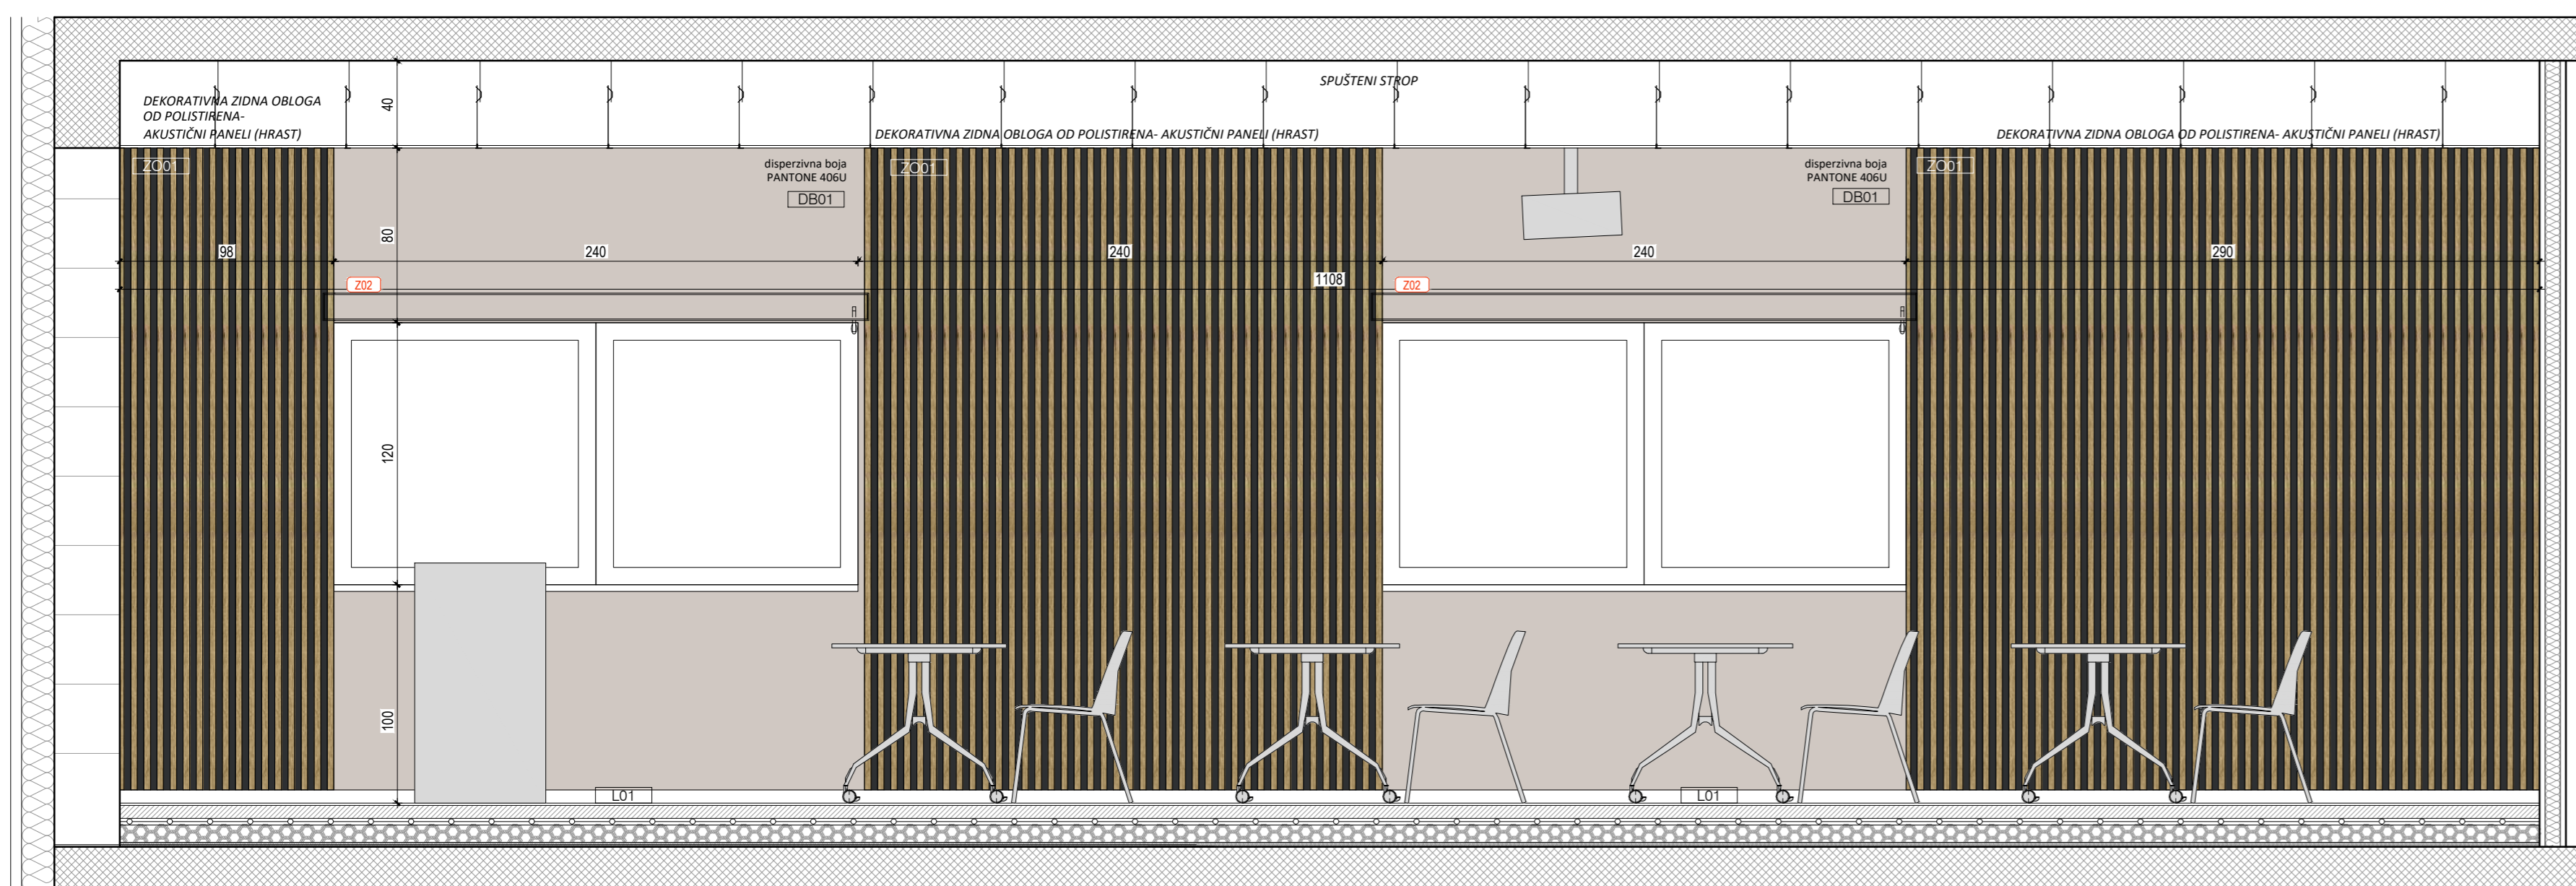 SPUŠTENI STROP
DEKORATIVNA ZIDNA OBLOGA
OD POLISTIRENA-
AKUSTIČNI PANELI (HRAST)
40
DEKORATIVNA ZIDNA OBLOGA OD POLISTIRENA- AKUSTIČNI PANELI (HRAST)
DEKORATIVNA ZIDNA OBLOGA OD POLISTIRENA- AKUSTIČNI PANELI (HRAST)
ZO01
disperzivna boja
PANTONE 406U
DB01
ZO01
disperzivna boja
PANTONE 406U
DB01
ZO01
80
98
240
240
240
290
1108
Z02
Z02
120
100
L01
L01